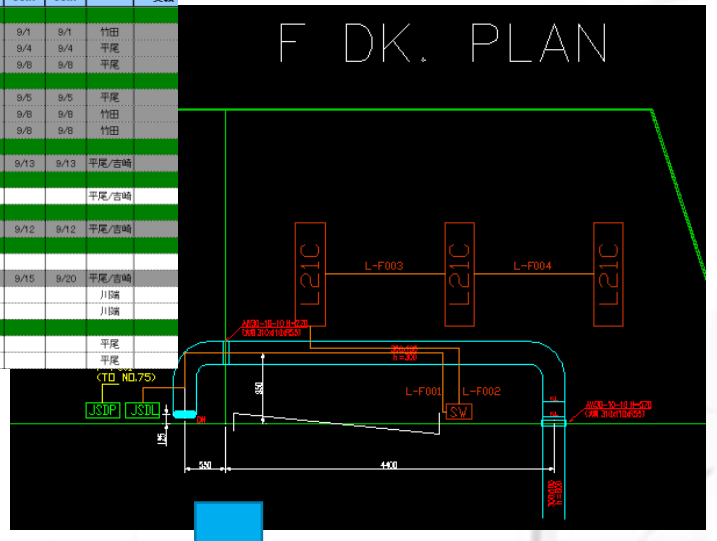 9/1 9/1 竹田
9/4 9/4 平尾
9/8 9/8 平尾
9/5 9/5 平尾
9/8 9/8 竹田
9/8 9/8 竹田
9/13 9/13 平尾/吉崎
平尾/吉崎
9/12 9/12 平尾/吉崎
9/15 9/20 平尾/吉崎
川端
川端
平尾
平尾
F DK. PLAN
L21C
L-F003
L21C
L-F004
L21C
(TO NO.75)
JSDP
JSDL
DN
850
125
L-F001
L-F002
SW
550
4400